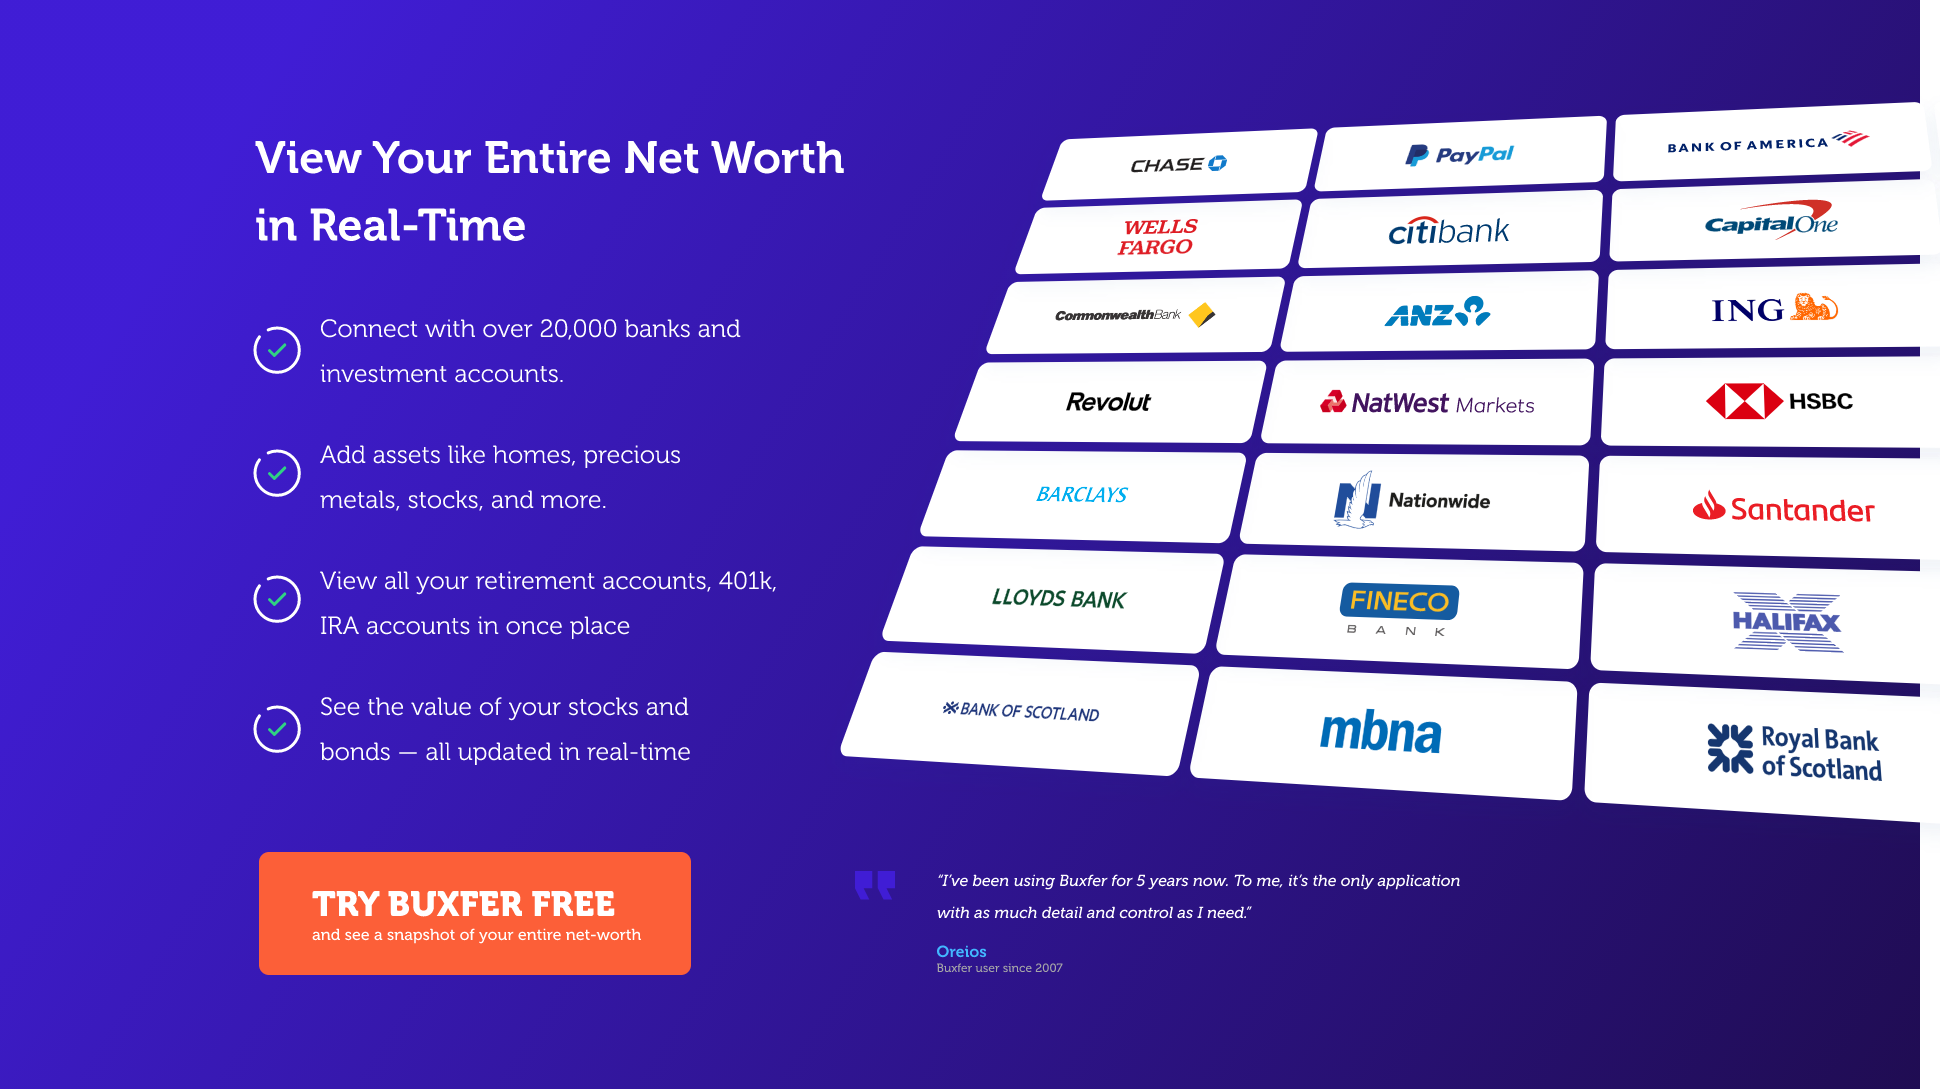 View Your Entire Net Worth
in Real-Time
Connect with over 20,000 banks and
investment accounts.
Add assets like homes, precious
metals, stocks, and more.
View all your retirement accounts, 401k,
IRA accounts in once place
See the value of your stocks and
bonds — all updated in real-time
TRY BUXFER FREE
and see a snapshot of your entire net-worth
CHASE
PayPal
BANK OF AMERICA
WELLS
FARGO
citibank
CapitalOne
CommonwealthBank
ANZ
ING
Revolut
NatWest Markets
HSBC
BARCLAYS
Nationwide
Santander
LLOYDS BANK
FINECO
BANK
HALIFAX
BANK OF SCOTLAND
mbna
Royal Bank
of Scotland
“I’ve been using Buxfer for 5 years now. To me, it’s the only application
with as much detail and control as I need.”
Oreios
Buxfer user since 2007